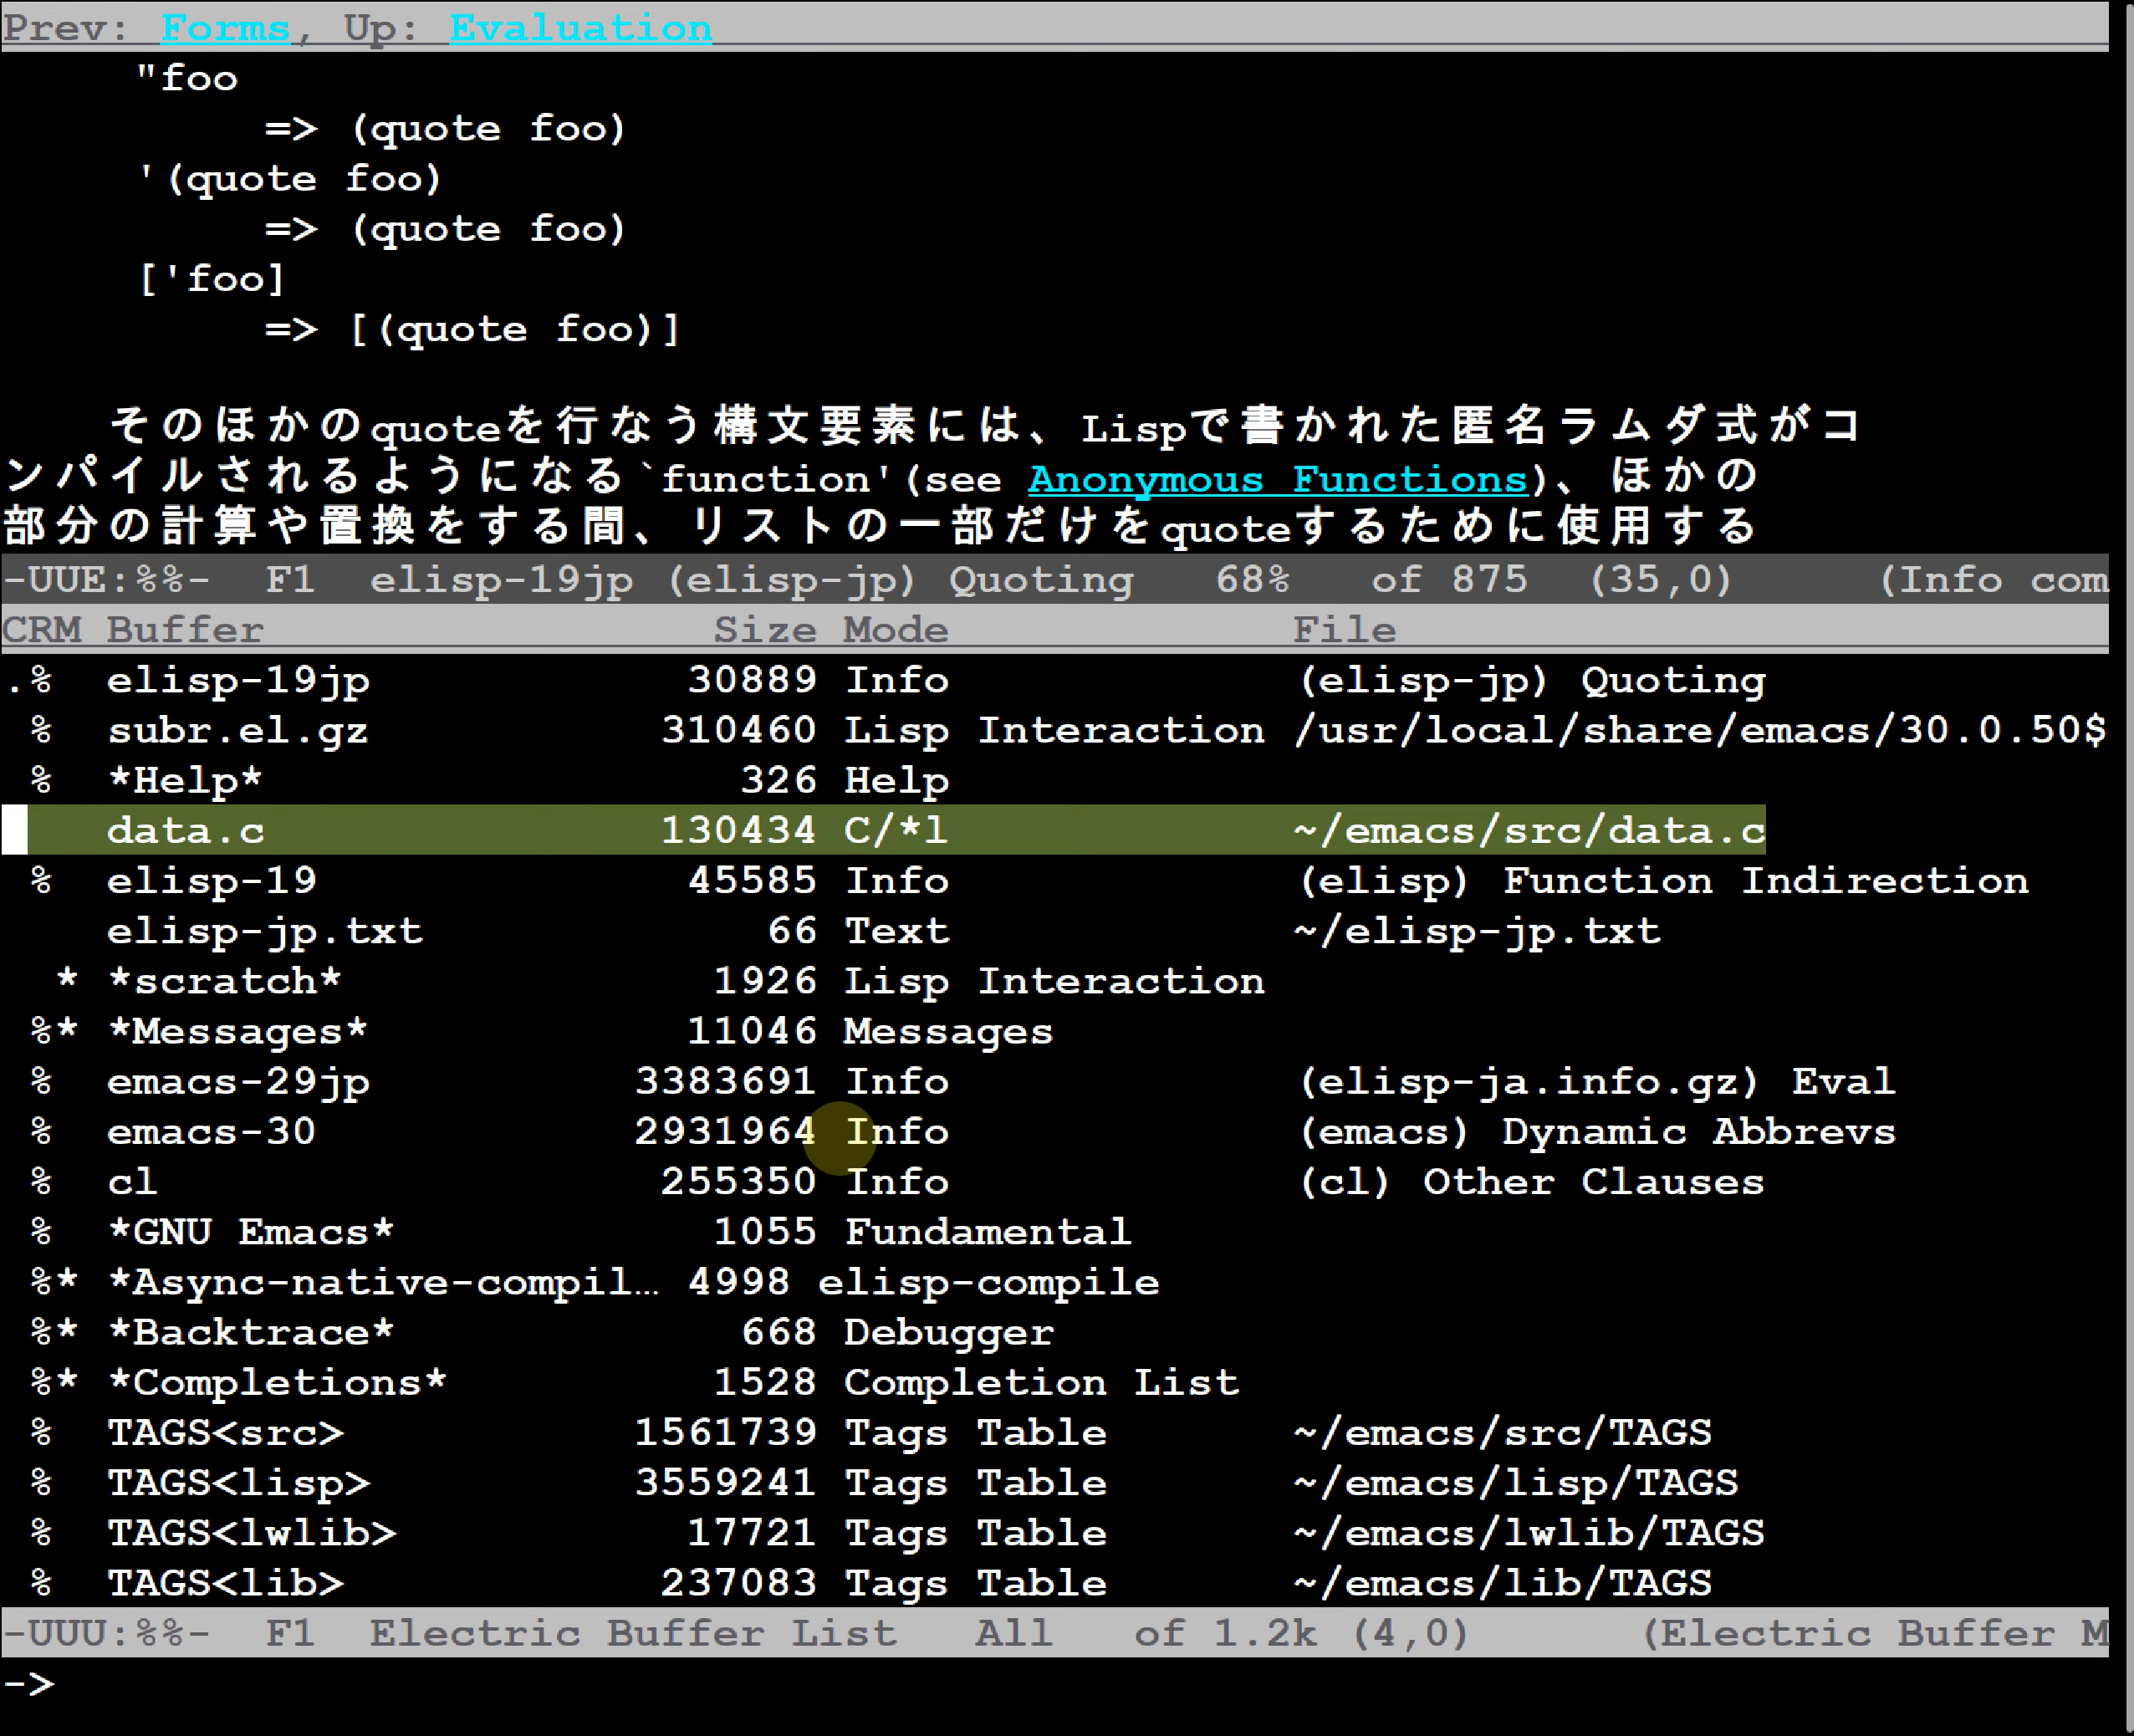 Prev: Forms, Up: Evaluation
"foo
=> (quote foo)
'(quote foo)
=> (quote foo)
['foo]
=> [(quote foo)]
そのほかのquoteを行なう構文要素には、Lispで書かれた匿名ラムダ式がコ
ンパイルされるようになる`function'(see Anonymous Functions)、ほかの
部分の計算や置換をする間、リストの一部だけをquoteするために使用する
-UUE:%%-  F1  elisp-19jp (elisp-jp) Quoting   68%   of 875  (35,0)      (Info com
CRM Buffer                 Size Mode             File
.%  elisp-19jp            30889 Info             (elisp-jp) Quoting
 %  subr.el.gz           310460 Lisp Interaction /usr/local/share/emacs/30.0.50$
 %  *Help*                  326 Help
    data.c               130434 C/*l             ~/emacs/src/data.c
 %  elisp-19              45585 Info             (elisp) Function Indirection
    elisp-jp.txt             66 Text             ~/elisp-jp.txt
  * *scratch*              1926 Lisp Interaction
 %* *Messages*            11046 Messages
 %  emacs-29jp          3383691 Info             (elisp-ja.info.gz) Eval
 %  emacs-30            2931964 Info             (emacs) Dynamic Abbrevs
 %  cl                   255350 Info             (cl) Other Clauses
 %  *GNU Emacs*            1055 Fundamental
 %* *Async-native-compil… 4998 elisp-compile
 %* *Backtrace*             668 Debugger
 %* *Completions*          1528 Completion List
 %  TAGS<src>           1561739 Tags Table       ~/emacs/src/TAGS
 %  TAGS<lisp>          3559241 Tags Table       ~/emacs/lisp/TAGS
 %  TAGS<lwlib>           17721 Tags Table       ~/emacs/lwlib/TAGS
 %  TAGS<lib>            237083 Tags Table       ~/emacs/lib/TAGS
-UUU:%%-  F1  Electric Buffer List   All   of 1.2k (4,0)       (Electric Buffer M
->